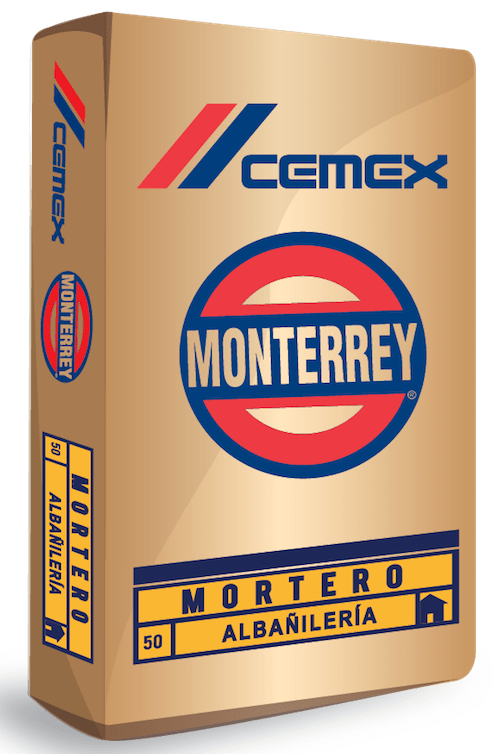 CEMEX
MONTERREY®
MORTERO
50 ALBAÑILERÍA
CEMEX
MONTERREY
MORTERO
50 ALBAÑILERÍA